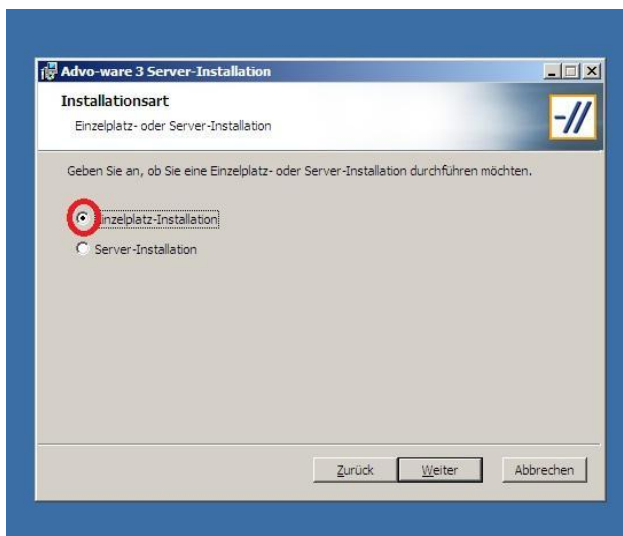 Advo-ware 3 Server-Installation
Installationsart
Einzelplatz- oder Server-Installation
Geben Sie an, ob Sie eine Einzelplatz- oder Server-Installation durchführen möchten.
Einzelplatz-Installation
Server-Installation
Zurück
Weiter
Abbrechen